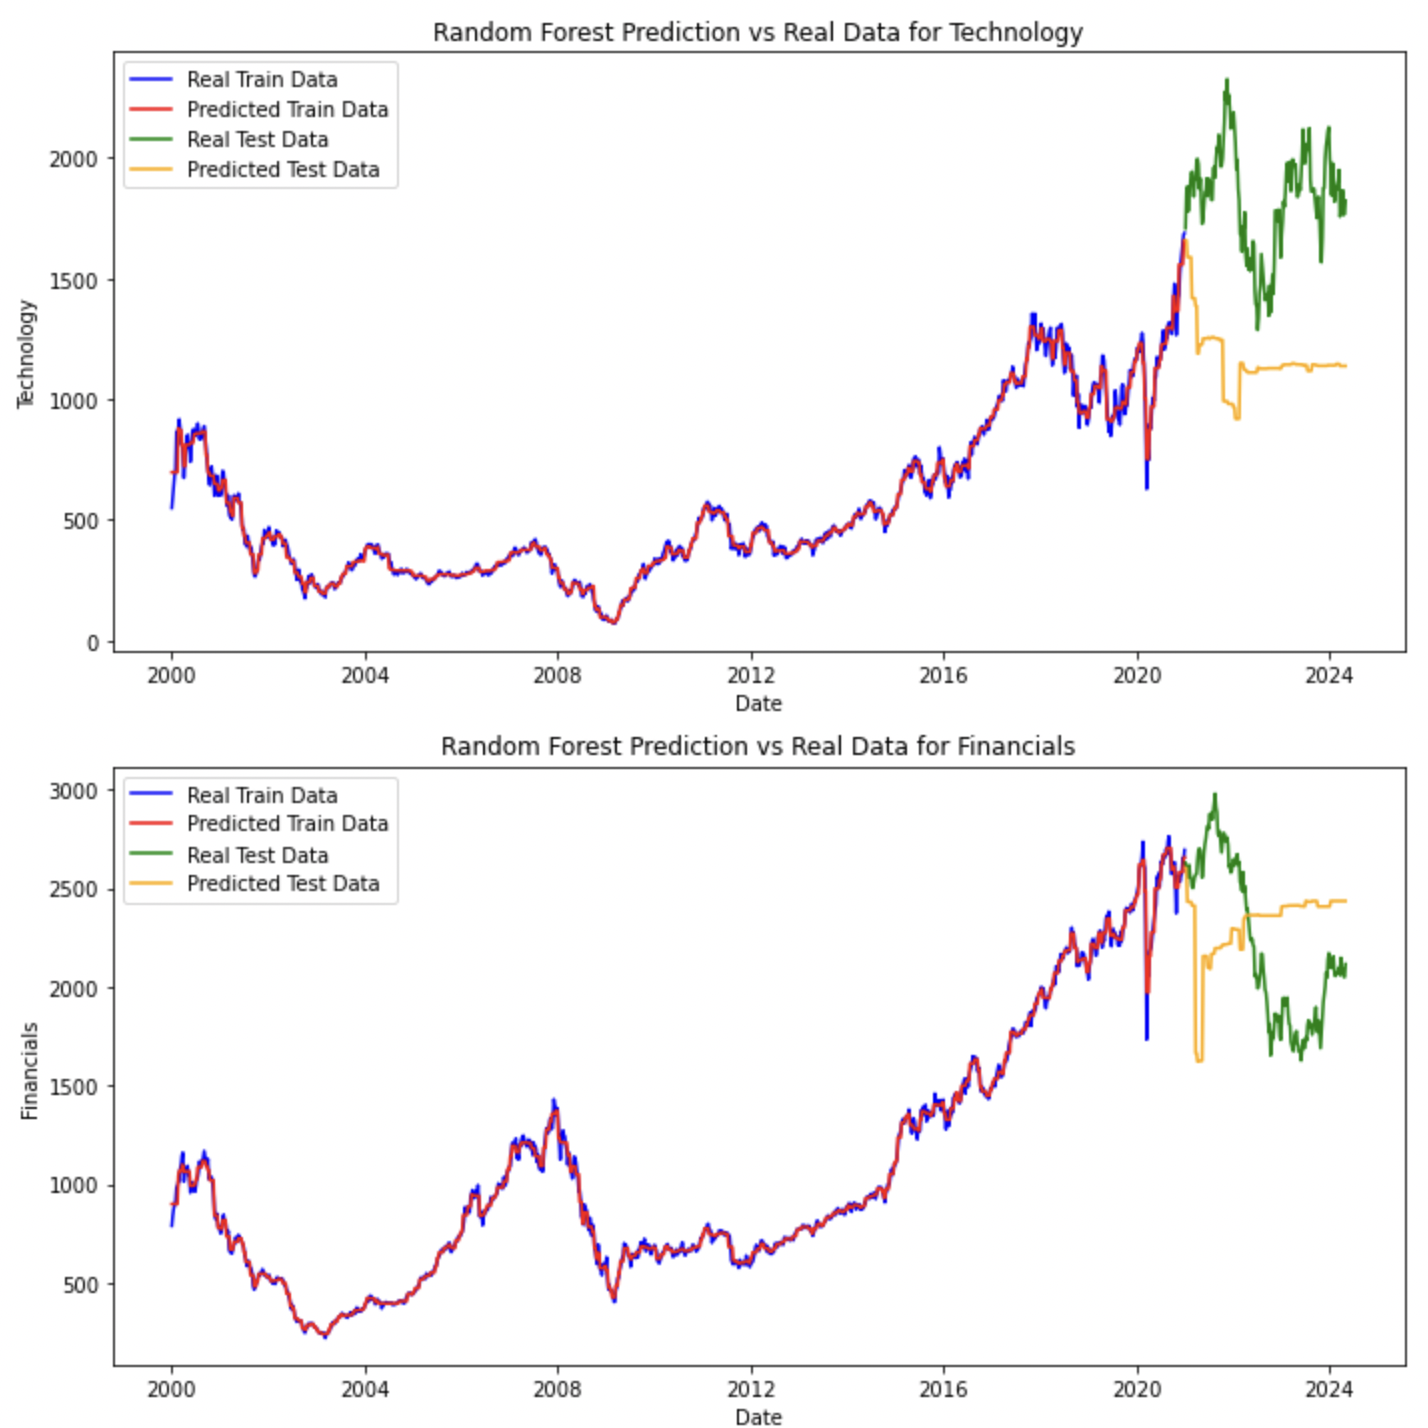 Random Forest Prediction vs Real Data for Technology
Real Train Data
Predicted Train Data
Real Test Data
Predicted Test Data
2000
1500
1000
500
0
Technology
2000 2004 2008 2012 2016 2020 2024
Date
Random Forest Prediction vs Real Data for Financials
Real Train Data
Predicted Train Data
Real Test Data
Predicted Test Data
3000
2500
2000
1500
1000
500
Financials
2000 2004 2008 2012 2016 2020 2024
Date